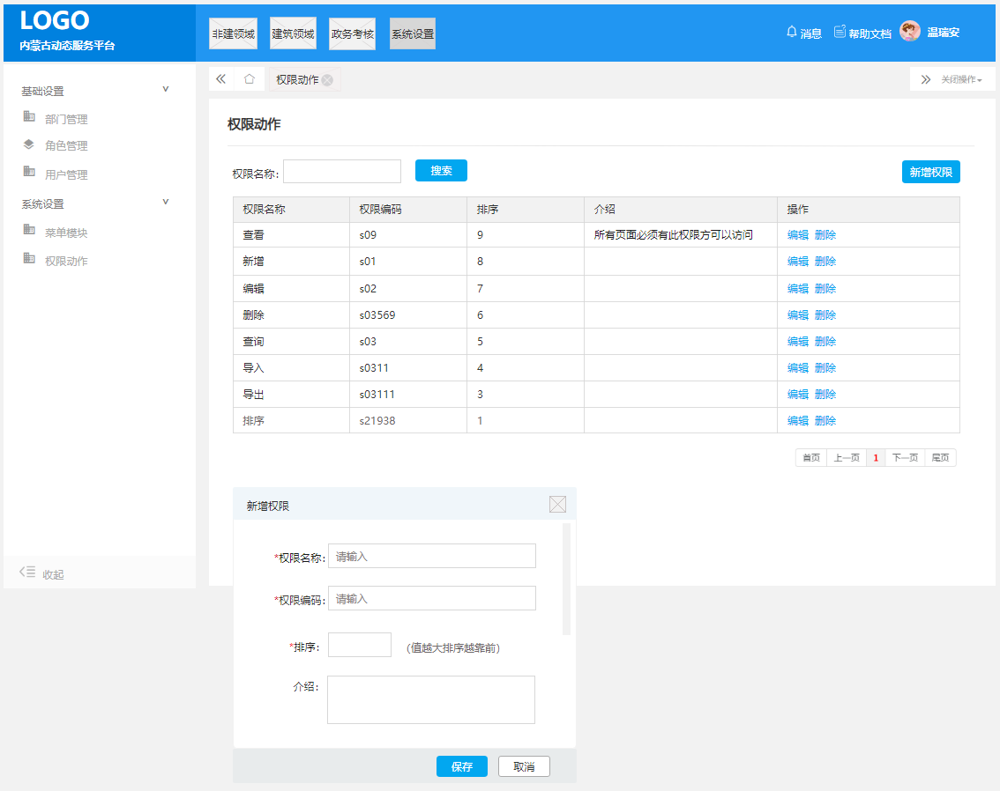 LOGO
内蒙古动态服务平台
非建领域 建筑领域 政务考核 系统设置
消息 帮助文档 温瑞安
权限动作
关闭操作
基础设置
部门管理
角色管理
用户管理
系统设置
菜单模块
权限动作
收起
权限动作
权限名称: 搜索 新增权限
权限名称 权限编码 排序 介绍 操作
查看 s09 9 所有页面必须有此权限方可以访问 编辑 删除
新增 s01 8 编辑 删除
编辑 s02 7 编辑 删除
删除 s03569 6 编辑 删除
查询 s03 5 编辑 删除
导入 s0311 4 编辑 删除
导出 s03111 3 编辑 删除
排序 s21938 1 编辑 删除
首页 上一页 1 下一页 尾页
新增权限
*权限名称: 请输入
*权限编码: 请输入
*排序: (值越大排序越靠前)
介绍:
保存 取消